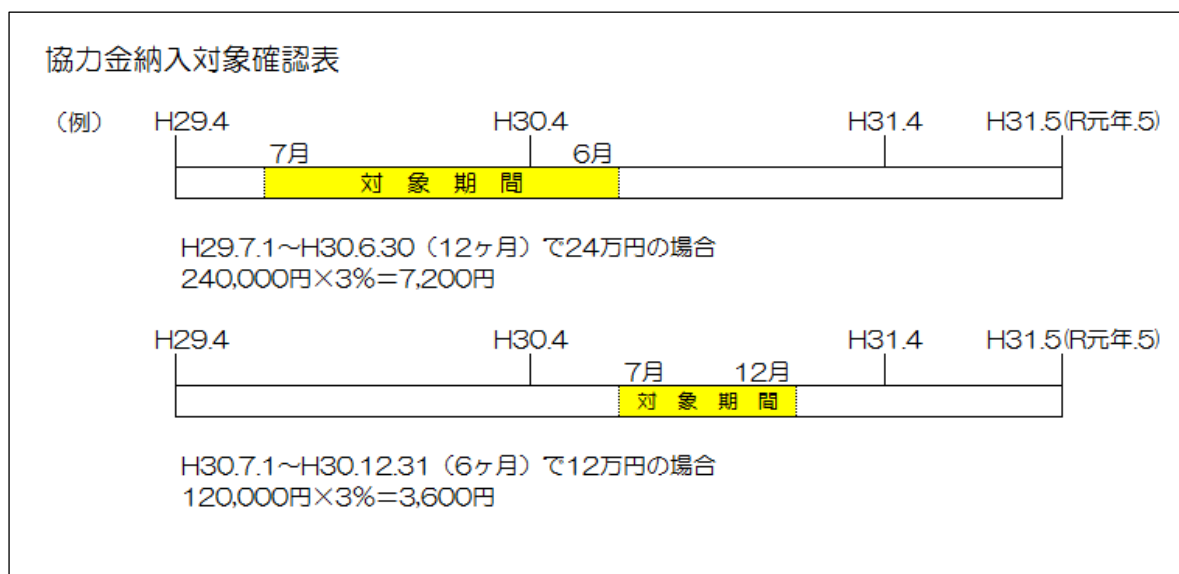 協力金納入対象確認表
（例） H29.4 H30.4 H31.4 H31.5(R元年.5)
7月 6月
対象期間
H29.7.1～H30.6.30（12ヶ月）で24万円の場合
240,000円×3%＝7,200円
H29.4 H30.4 H31.4 H31.5(R元年.5)
7月 12月
対象期間
H30.7.1～H30.12.31（6ヶ月）で12万円の場合
120,000円×3%＝3,600円